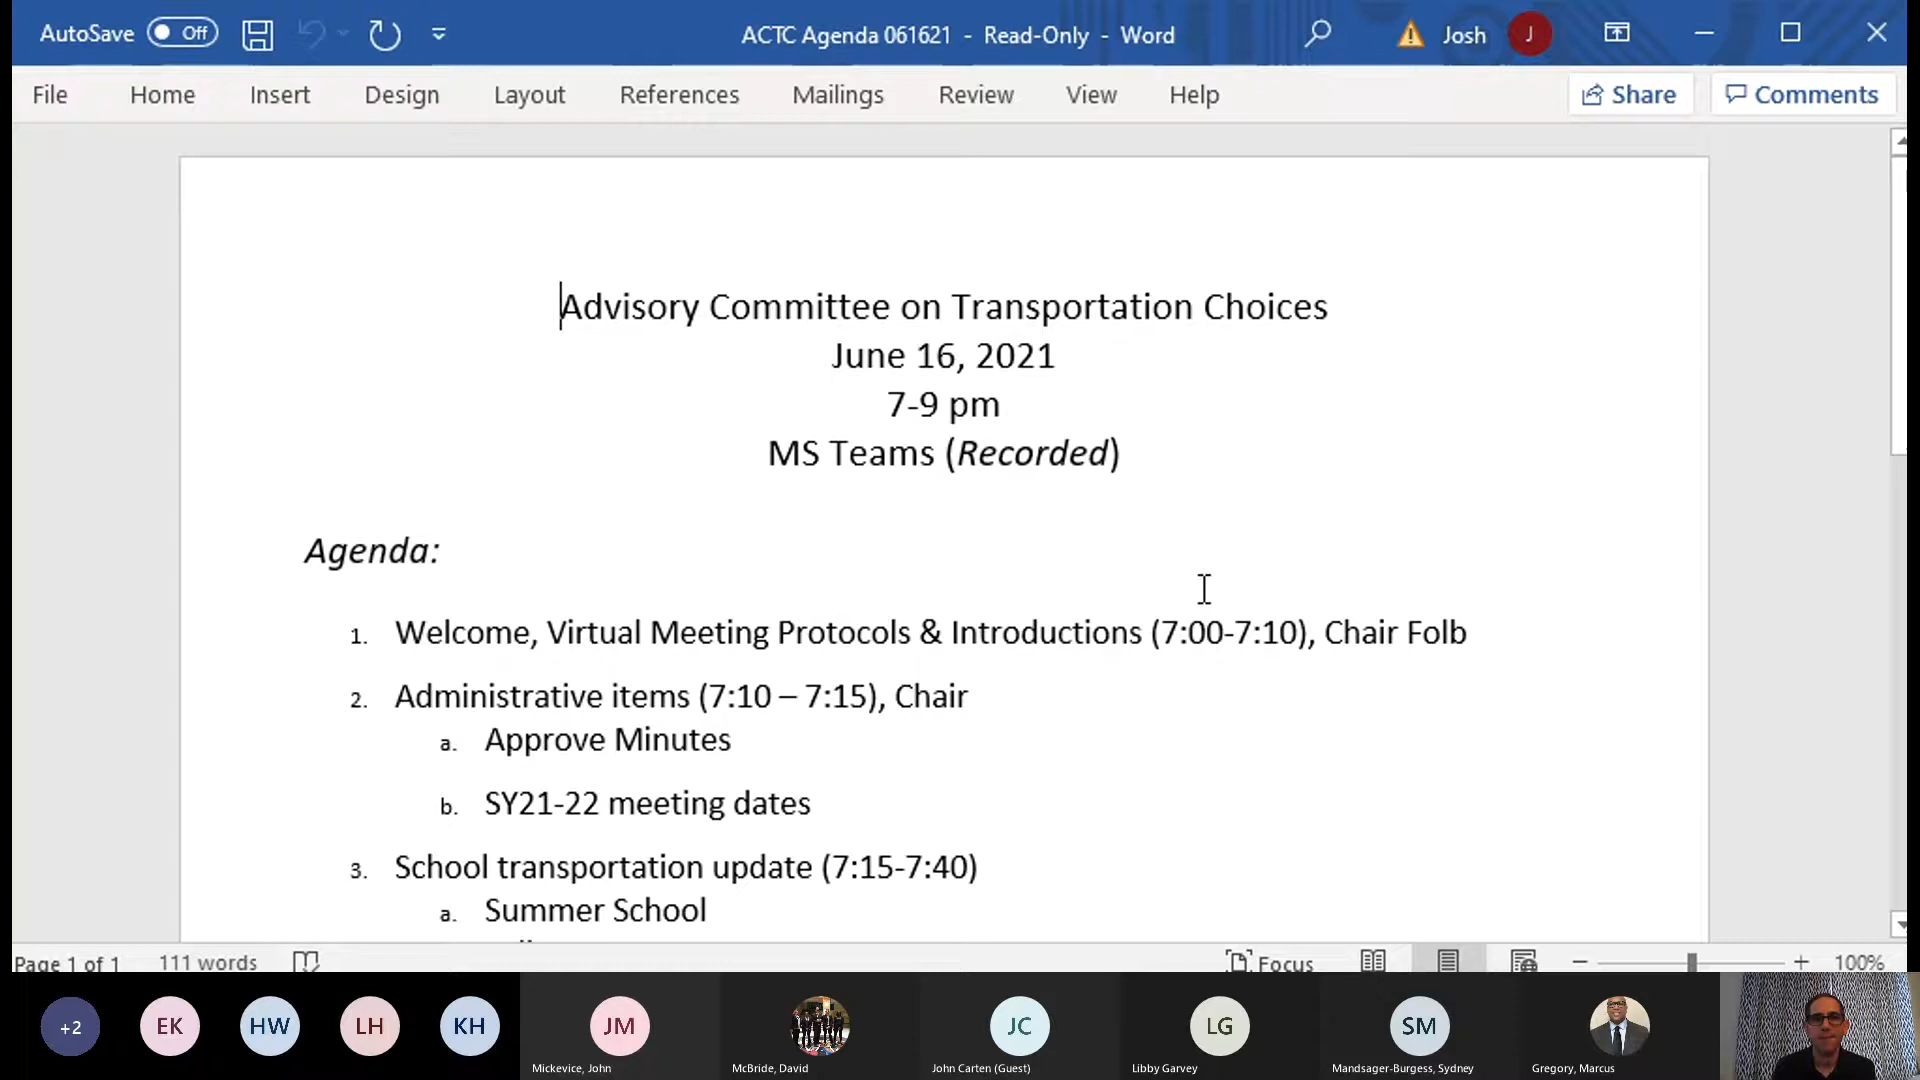 AutoSave Off ACTC Agenda 061621 - Read-Only - Word Josh J
File Home Insert Design Layout References Mailings Review View Help Share Comments
Advisory Committee on Transportation Choices
June 16, 2021
7-9 pm
MS Teams (Recorded)
Agenda:
1. Welcome, Virtual Meeting Protocols & Introductions (7:00-7:10), Chair Folb
2. Administrative items (7:10 – 7:15), Chair
a. Approve Minutes
b. SY21-22 meeting dates
3. School transportation update (7:15-7:40)
a. Summer School
Page 1 of 1 111 words Focus 100%
+2 EK HW LH KH JM JC LG SM
Mickevice, John McBride, David John Carten (Guest) Libby Garvey Mandsager-Burgess, Sydney Gregory, Marcus